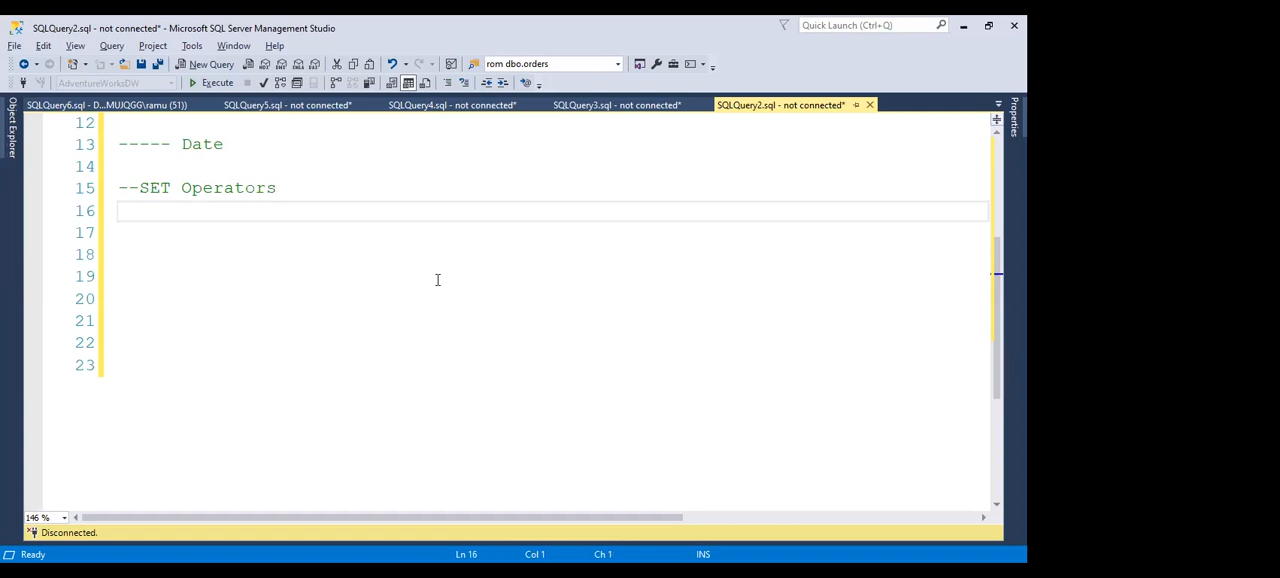 SQLQuery2.sql - not connected* - Microsoft SQL Server Management Studio
Quick Launch (Ctrl+Q)
File Edit View Query Project Tools Window Help
New Query rom dbo.orders
AdventureWorksDW Execute
SQLQuery6.sql - D...MUJQGG\ramu (51)) SQLQuery5.sql - not connected* SQLQuery4.sql - not connected* SQLQuery3.sql - not connected* SQLQuery2.sql - not connected*
Object Explorer
Properties
12
13 ----- Date
14
15 --SET Operators
16
17
18
19
20
21
22
23
146 %
Disconnected.
Ready Ln 16 Col 1 Ch 1 INS